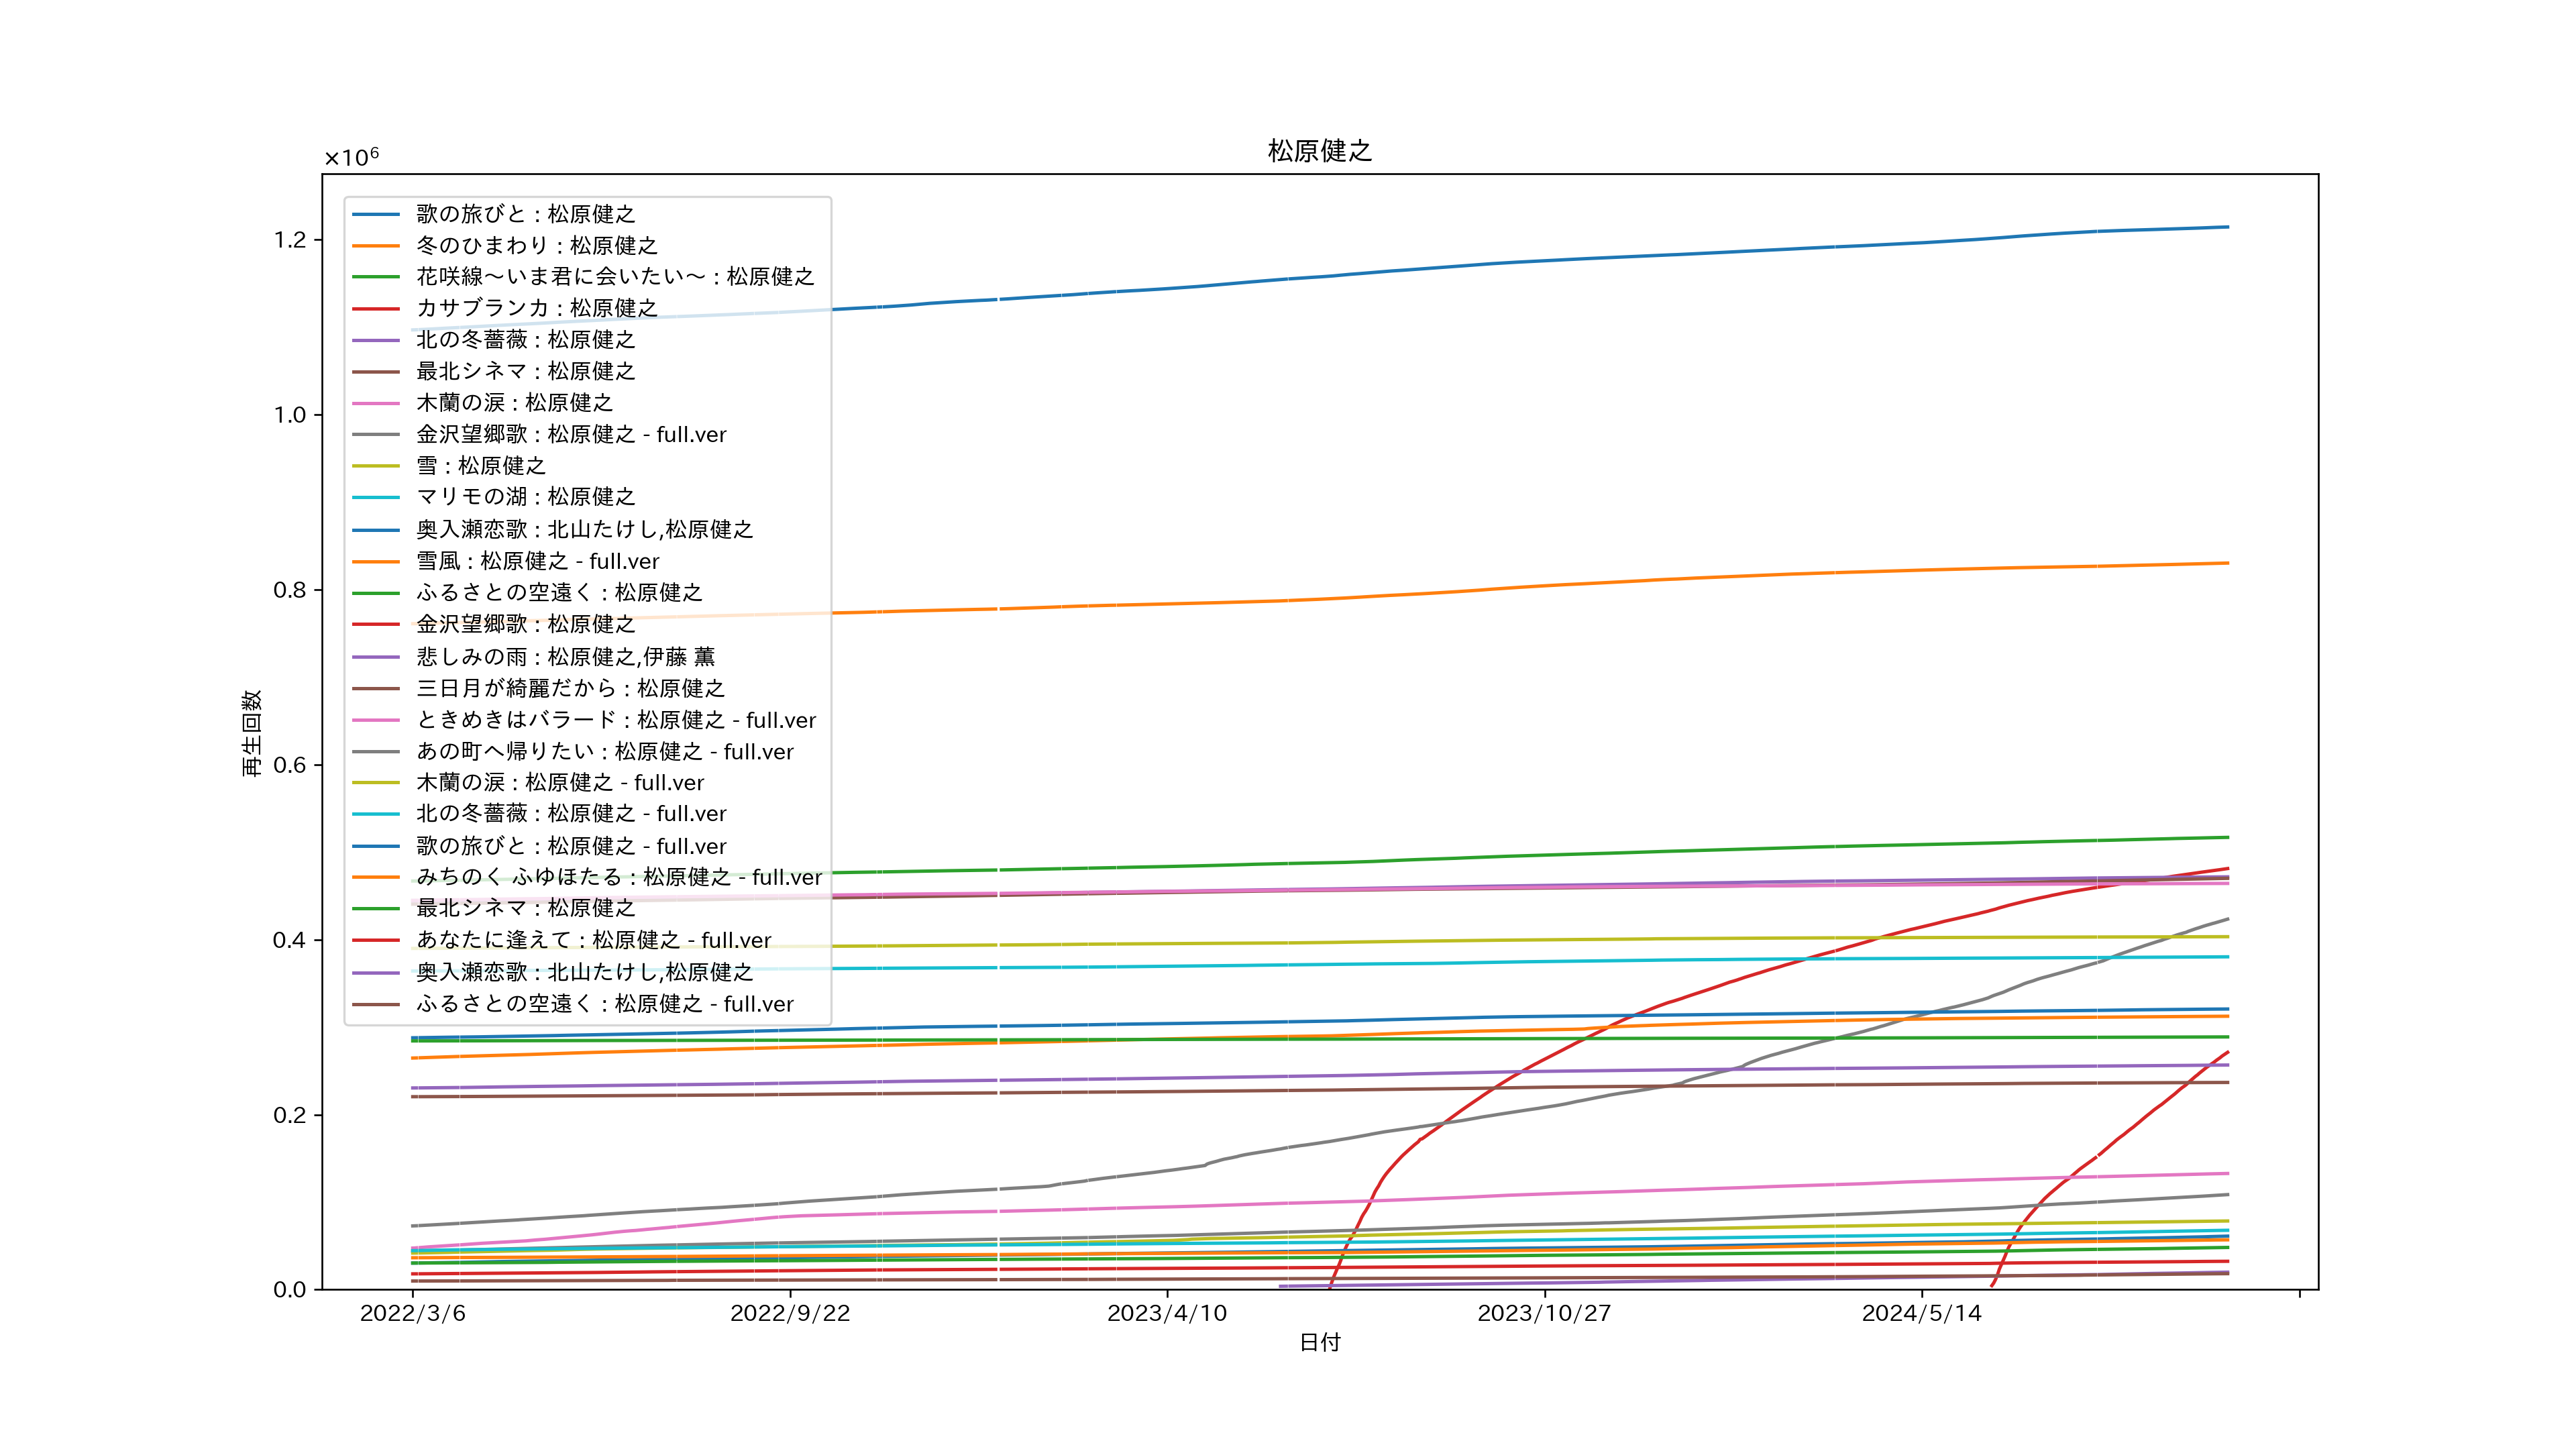 松原健之
×10⁶
1.2
1.0
0.8
0.6
0.4
0.2
0.0
再生回数
歌の旅びと : 松原健之
冬のひまわり : 松原健之
花咲線〜いま君に会いたい〜 : 松原健之
カサブランカ : 松原健之
北の冬薔薇 : 松原健之
最北シネマ : 松原健之
木蘭の涙 : 松原健之
金沢望郷歌 : 松原健之 - full.ver
雪 : 松原健之
マリモの湖 : 松原健之
奥入瀬恋歌 : 北山たけし,松原健之
雪風 : 松原健之 - full.ver
ふるさとの空遠く : 松原健之
金沢望郷歌 : 松原健之
悲しみの雨 : 松原健之,伊藤 薫
三日月が綺麗だから : 松原健之
ときめきはバラード : 松原健之 - full.ver
あの町へ帰りたい : 松原健之 - full.ver
木蘭の涙 : 松原健之 - full.ver
北の冬薔薇 : 松原健之 - full.ver
歌の旅びと : 松原健之 - full.ver
みちのく ふゆほたる : 松原健之 - full.ver
最北シネマ : 松原健之
あなたに逢えて : 松原健之 - full.ver
奥入瀬恋歌 : 北山たけし,松原健之
ふるさとの空遠く : 松原健之 - full.ver
2022/3/6
2022/9/22
2023/4/10
2023/10/27
2024/5/14
日付